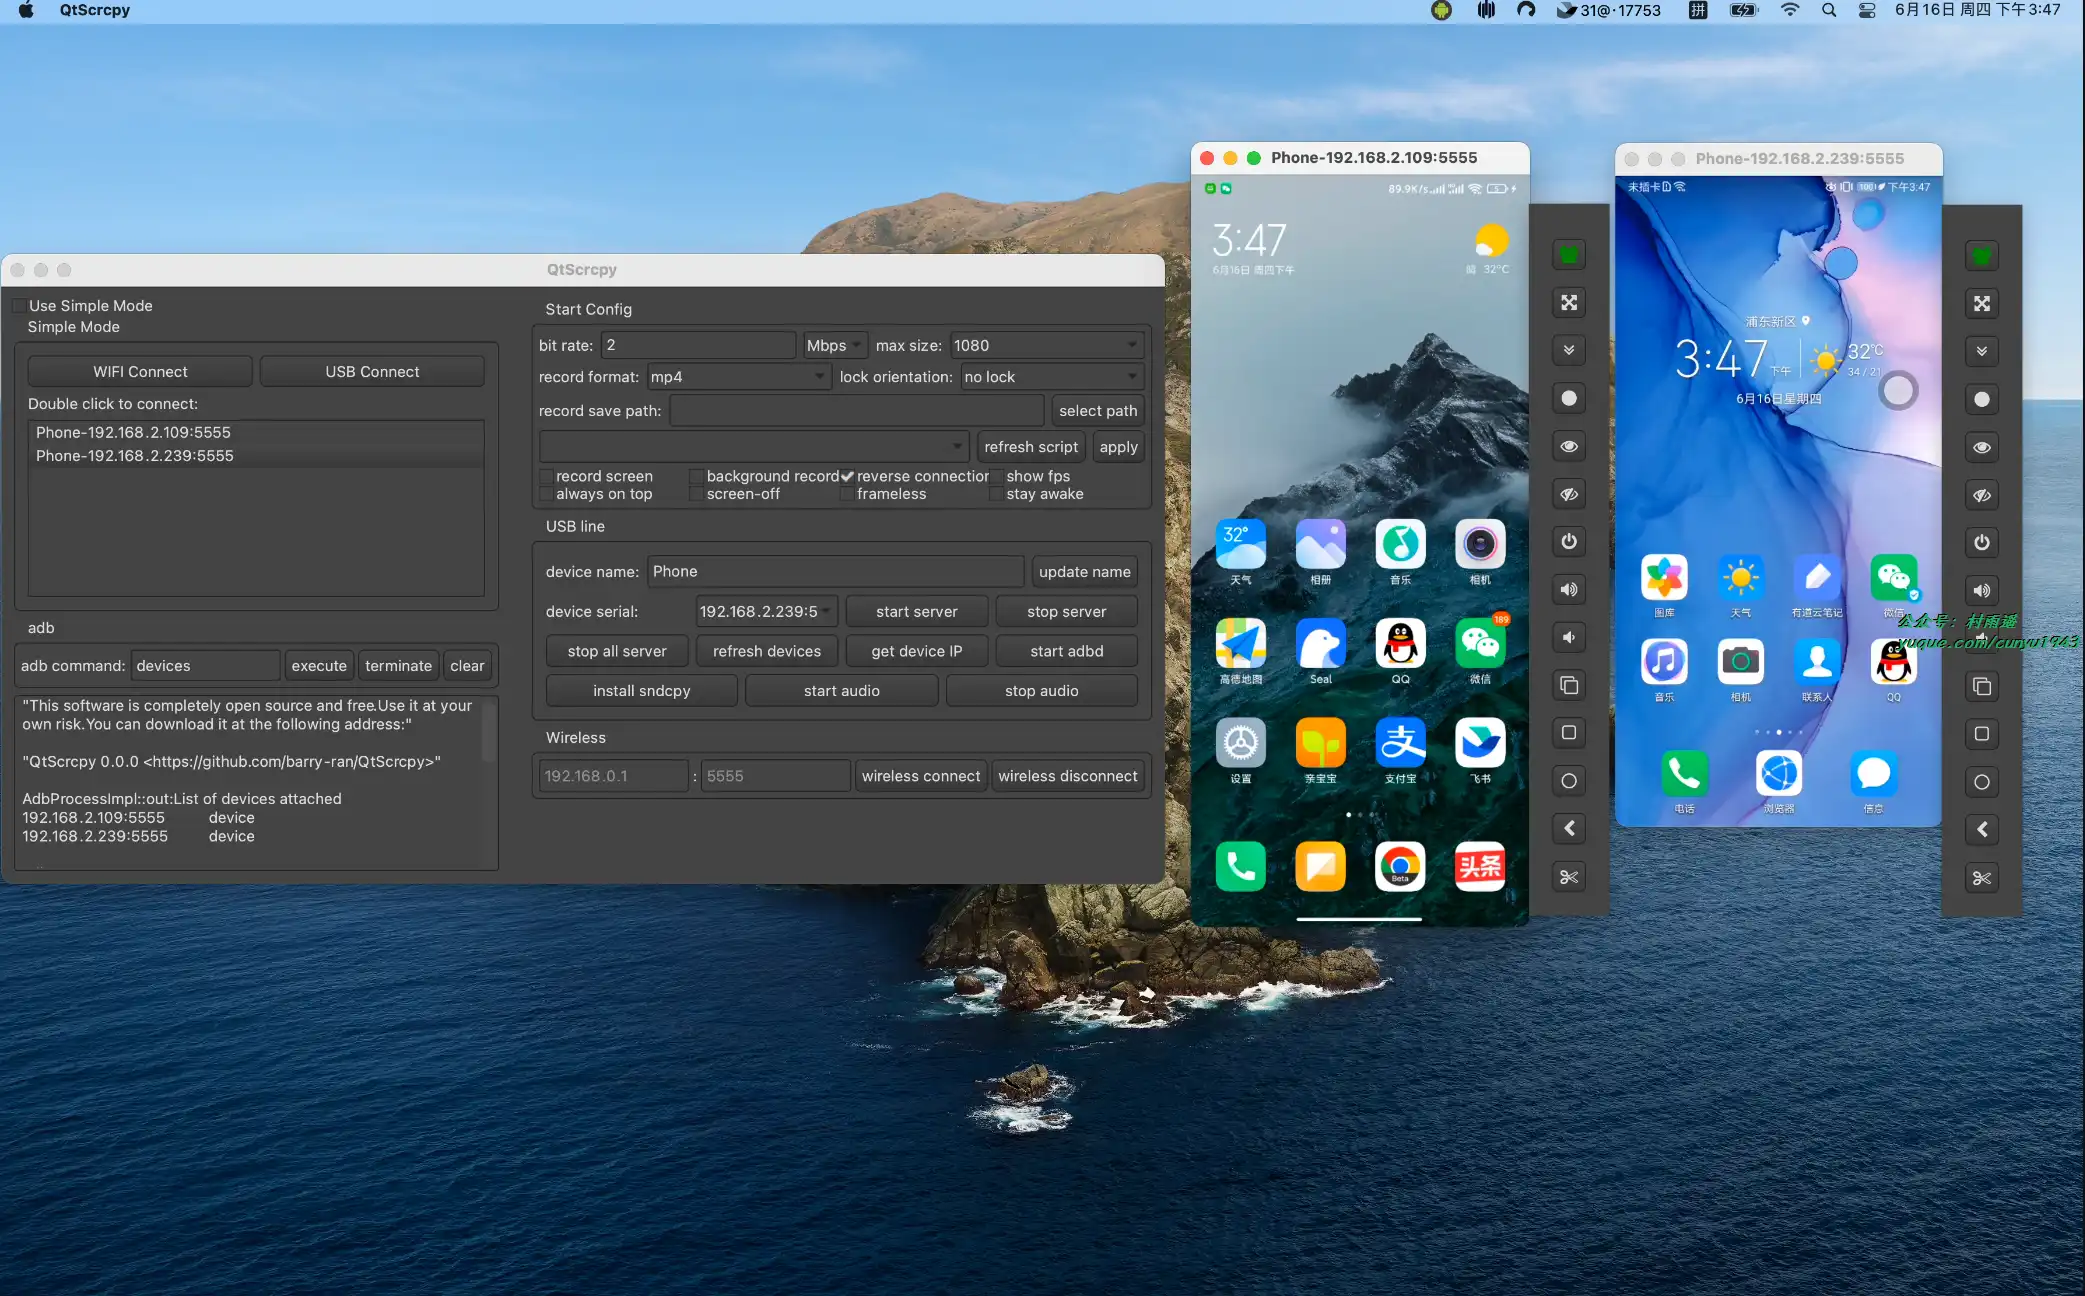 QtScrcpy
31@·17753
拼
6月16日 周四 下午3:47
QtScrcpy
Use Simple Mode
Simple Mode
WIFI Connect
USB Connect
Double click to connect:
Phone-192.168.2.109:5555
Phone-192.168.2.239:5555
adb
adb command:
devices
execute
terminate
clear
"This software is completely open source and free.Use it at your
own risk.You can download it at the following address:"
"QtScrcpy 0.0.0 <https://github.com/barry-ran/QtScrcpy>"
AdbProcessImpl::out:List of devices attached
192.168.2.109:5555 device
192.168.2.239:5555 device
Start Config
bit rate: 2 Mbps max size: 1080
record format: mp4 lock orientation: no lock
record save path: select path
refresh script apply
record screen background record reverse connection show fps
always on top screen-off frameless stay awake
USB line
device name: Phone update name
device serial: 192.168.2.239:5 start server stop server
stop all server refresh devices get device IP start adbd
install sndcpy start audio stop audio
Wireless
192.168.0.1 : 5555 wireless connect wireless disconnect
Phone-192.168.2.109:5555
89.9K/s
3:47
6月16日 周四下午
晴 32°C
32°
天气 相册 音乐 相机
189
高德地图 Seal QQ 微信
支
设置 亲宝宝 支付宝 飞书
Beta
头条
Phone-192.168.2.239:5555
未插卡
100
下午3:47
浦东新区
3:47 下午
32°C
34 / 21
6月16日星期四
图库 天气 有道云笔记 微信
音乐 相机 联系人 QQ
电话 浏览器 信息
公众号：村雨遥
yuque.com/cunyu1943